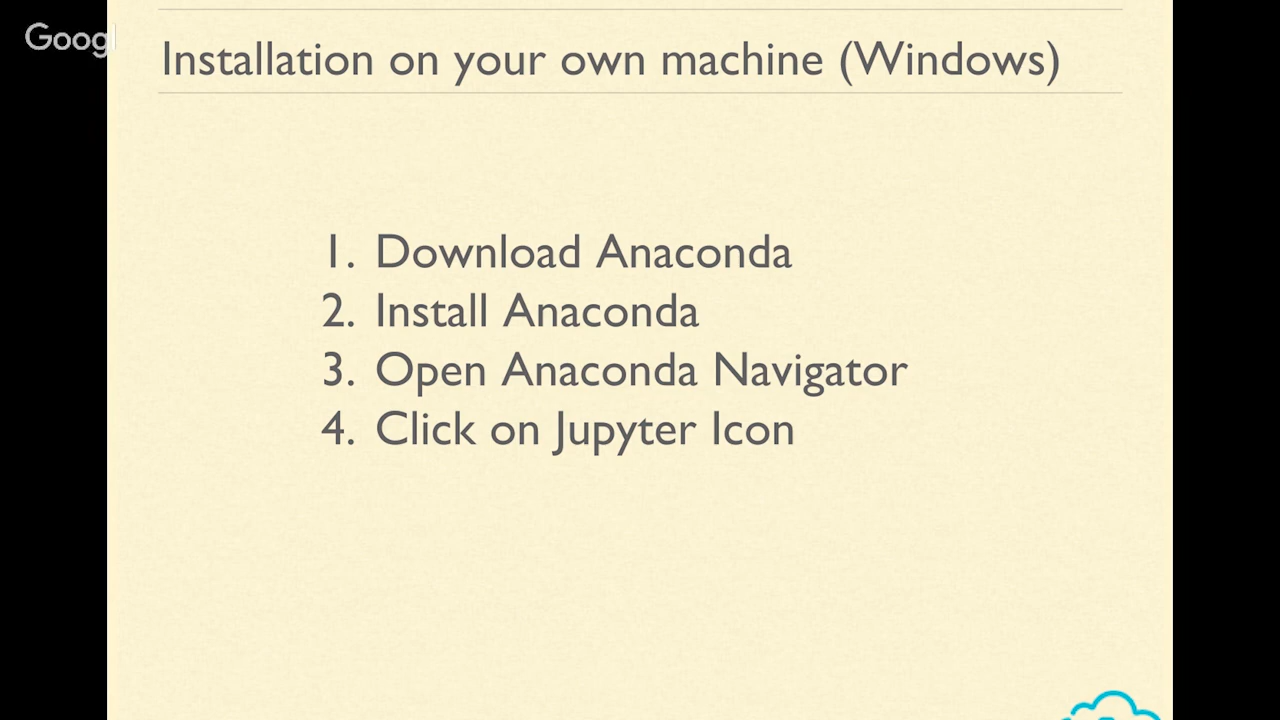 Googl
Installation on your own machine (Windows)
1. Download Anaconda
2. Install Anaconda
3. Open Anaconda Navigator
4. Click on Jupyter Icon